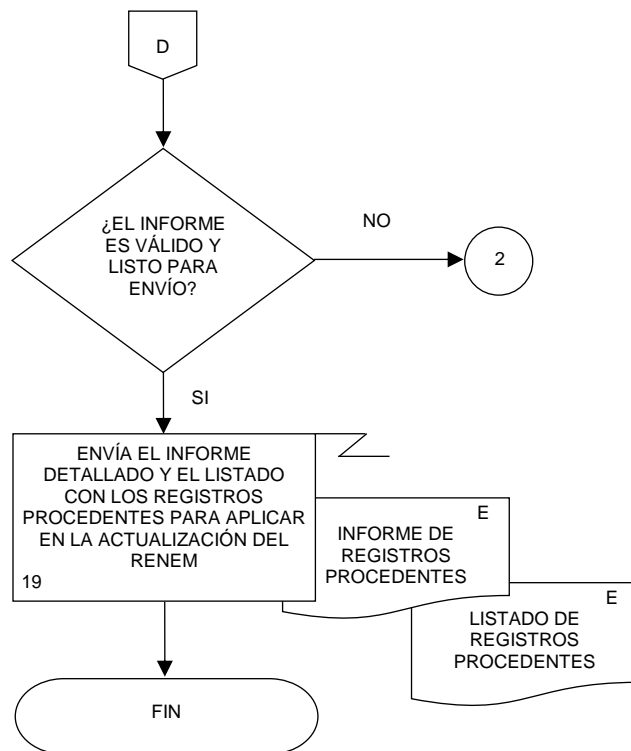 D
¿EL INFORME
ES VÁLIDO Y
LISTO PARA
ENVÍO?
NO
2
SI
ENVÍA EL INFORME
DETALLADO Y EL LISTADO
CON LOS REGISTROS
PROCEDENTES PARA APLICAR
EN LA ACTUALIZACIÓN DEL
RENEM
19
E
INFORME DE
REGISTROS
PROCEDENTES
E
LISTADO DE
REGISTROS
PROCEDENTES
FIN